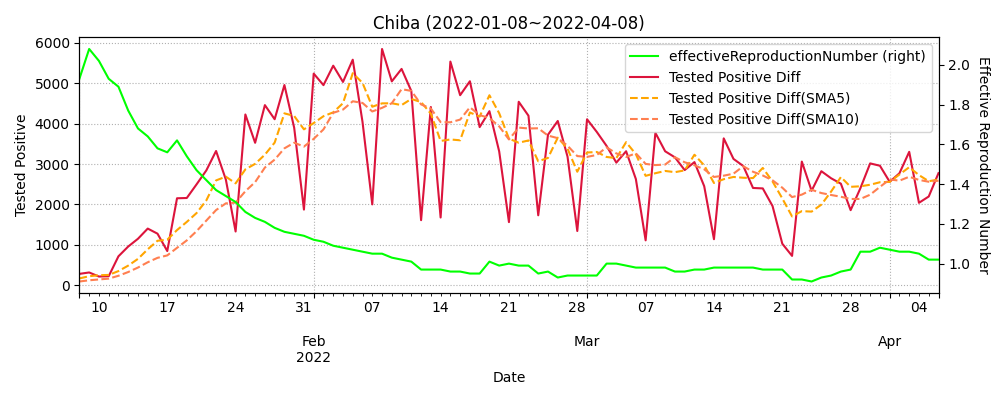 Chiba (2022-01-08~2022-04-08)
effectiveReproductionNumber (right)
Tested Positive Diff
Tested Positive Diff(SMA5)
Tested Positive Diff(SMA10)
Tested Positive
6000
5000
4000
3000
2000
1000
0
2.0
1.8
1.6
1.4
1.2
1.0
Effective Reproduction Number
10 17 24 31 07 14 21 28 07 14 21 28 04
Feb Mar Apr
2022
Date